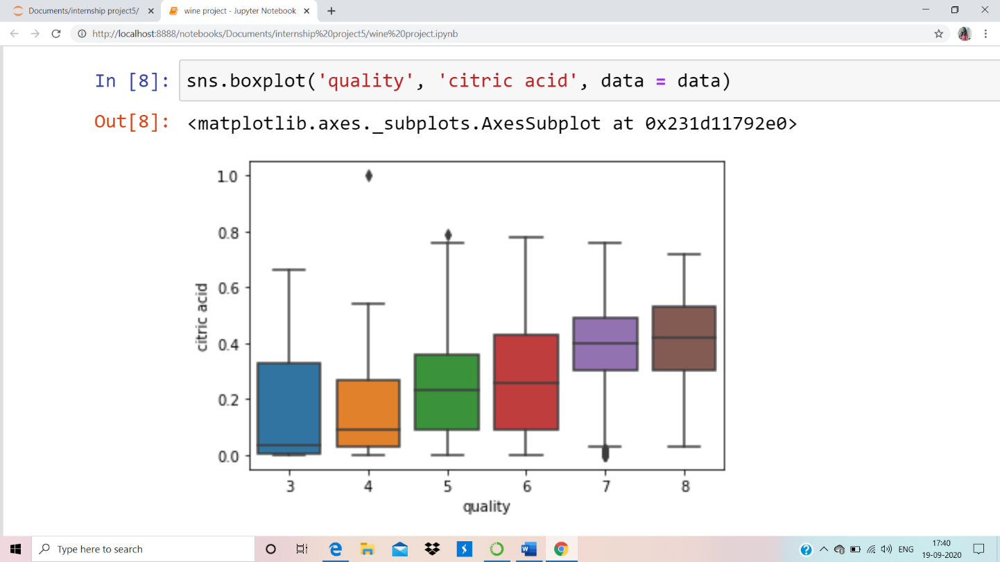 Documents/internship project5/
wine project - Jupyter Notebook
http://localhost:8888/notebooks/Documents/internship%20project5/wine%20project.ipynb
In [8]: sns.boxplot('quality', 'citric acid', data = data)
Out[8]: <matplotlib.axes._subplots.AxesSubplot at 0x231d11792e0>
1.0
0.8
0.6
0.4
0.2
0.0
citric acid
3 4 5 6 7 8
quality
Type here to search
ENG
17:40
19-09-2020